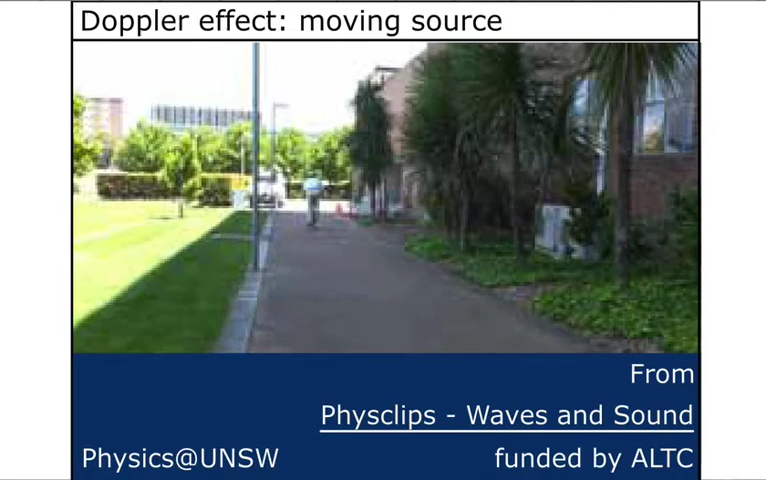 Doppler effect: moving source
From
Physclips - Waves and Sound
Physics@UNSW funded by ALTC